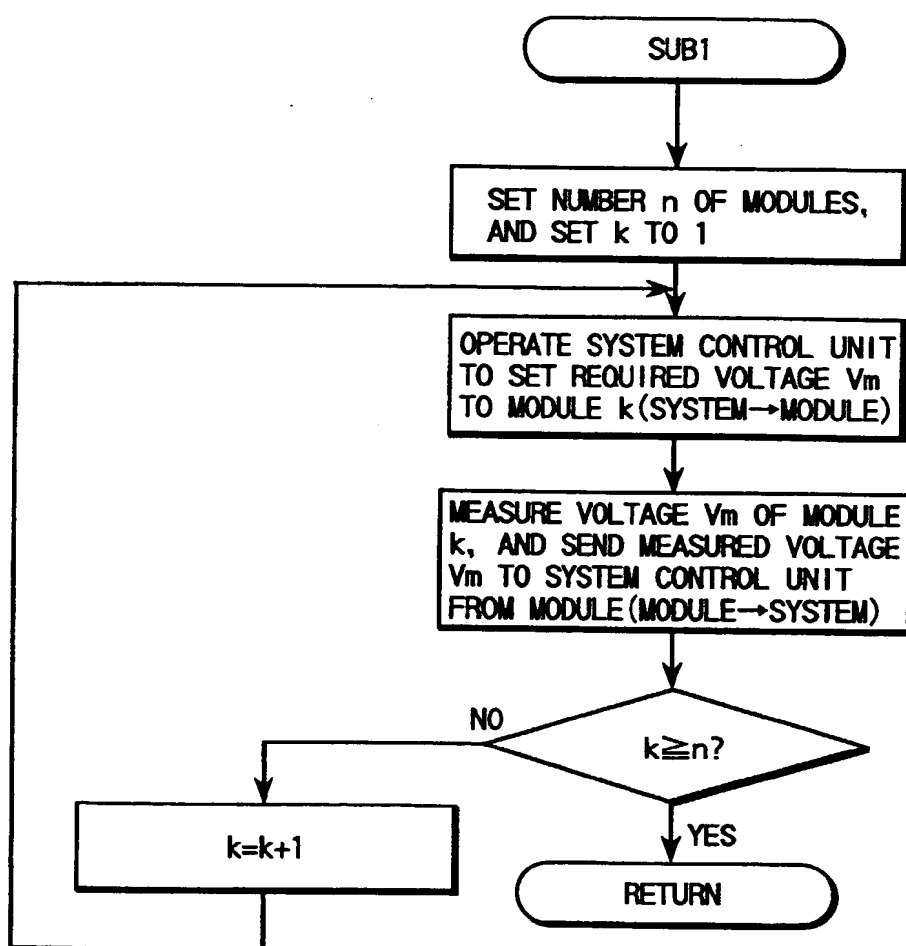 SUB1
SET NUMBER n OF MODULES,
AND SET k TO 1
OPERATE SYSTEM CONTROL UNIT
TO SET REQUIRED VOLTAGE Vm
TO MODULE k(SYSTEM→MODULE)
MEASURE VOLTAGE Vm OF MODULE
k, AND SEND MEASURED VOLTAGE
Vm TO SYSTEM CONTROL UNIT
FROM MODULE(MODULE→SYSTEM)
NO
k≧n?
k=k+1
YES
RETURN